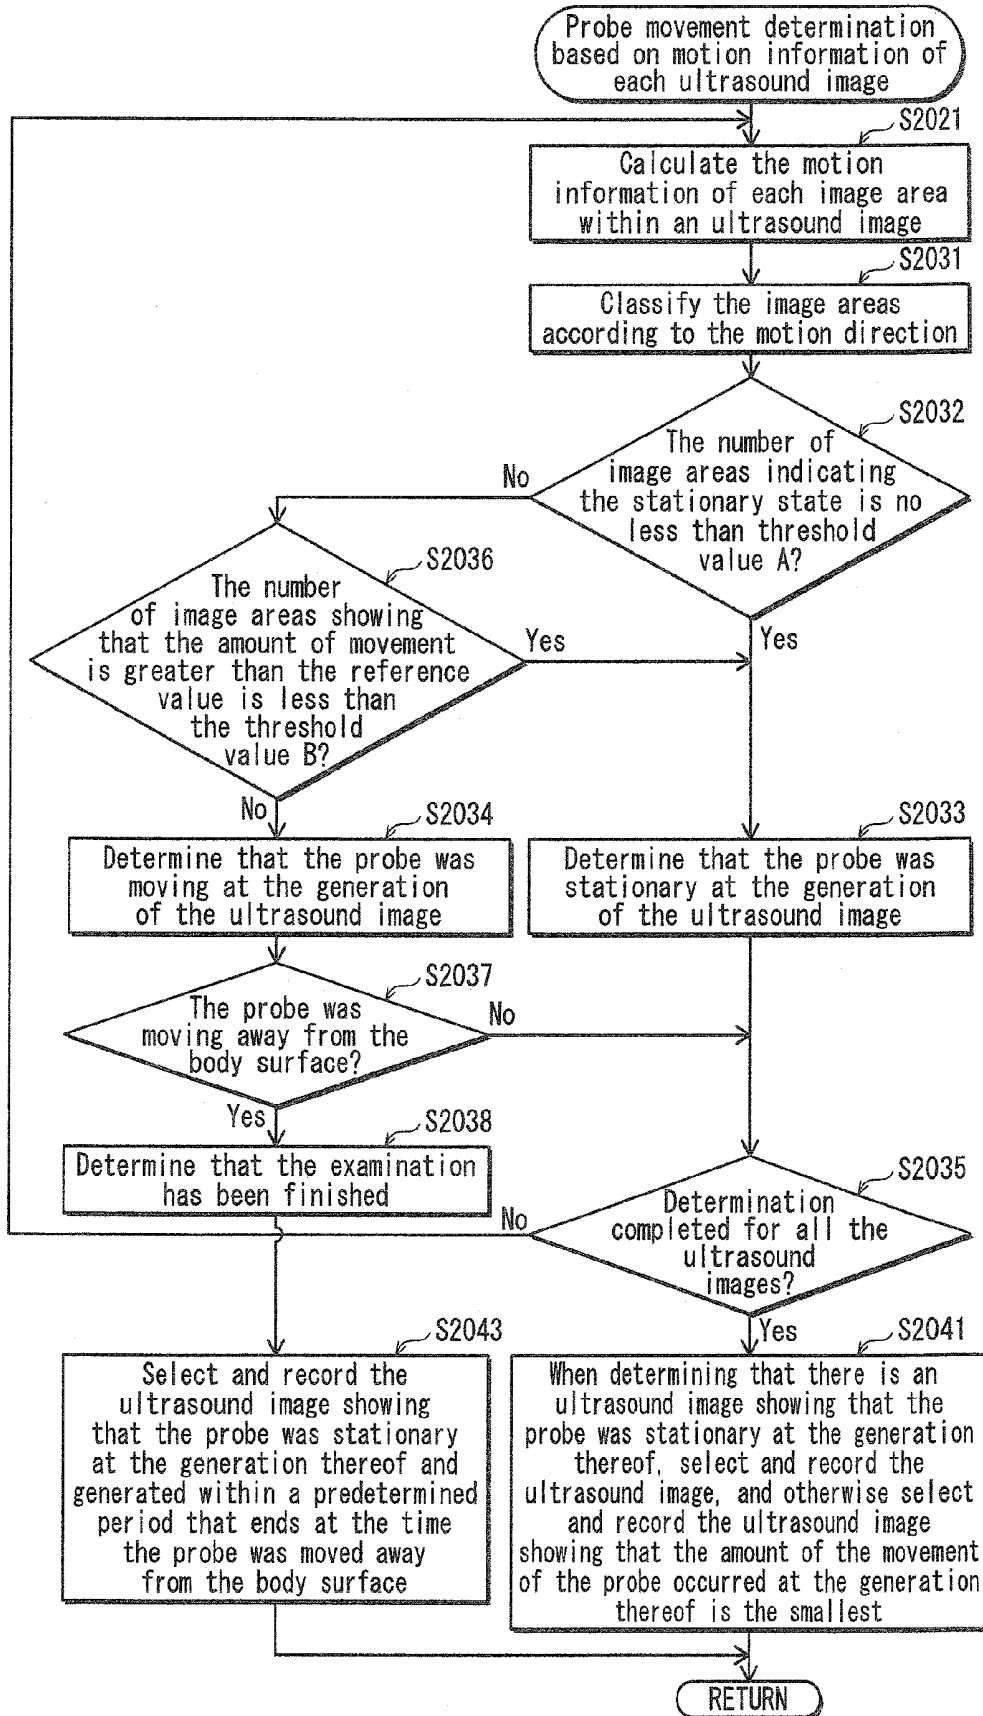 Probe movement determination
based on motion information of
each ultrasound image
S2021
Calculate the motion
information of each image area
within an ultrasound image
S2031
Classify the image areas
according to the motion direction
S2032
The number of
image areas indicating
the stationary state is no
less than threshold
value A?
No
Yes
S2036
The number
of image areas showing
that the amount of movement
is greater than the reference
value is less than
the threshold
value B?
Yes
No
S2034
Determine that the probe was
moving at the generation
of the ultrasound image
S2033
Determine that the probe was
stationary at the generation
of the ultrasound image
S2037
The probe was
moving away from the
body surface?
No
Yes
S2038
Determine that the examination
has been finished
S2035
Determination
completed for all the
ultrasound
images?
No
Yes
S2043
Select and record the
ultrasound image showing
that the probe was stationary
at the generation thereof and
generated within a predetermined
period that ends at the time
the probe was moved away
from the body surface
S2041
When determining that there is an
ultrasound image showing that the
probe was stationary at the generation
thereof, select and record the
ultrasound image, and otherwise select
and record the ultrasound image
showing that the amount of the movement
of the probe occurred at the generation
thereof is the smallest
RETURN